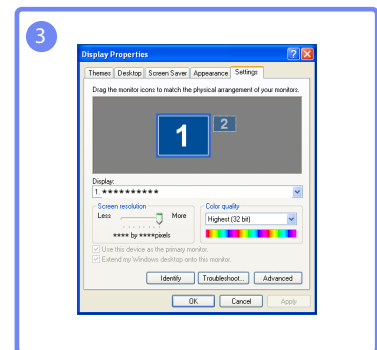 3
Display Properties
Themes Desktop Screen Saver Appearance Settings
Drag the monitor icons to match the physical arrangement of your monitors.
1 2
Display:
1_**********
Screen resolution Color quality
Less More Highest (32 bit)
**** by ****pixels
Use this device as the primary monitor.
Extend my Windows desktop onto this monitor.
Identify Troubleshoot... Advanced
OK Cancel Apply